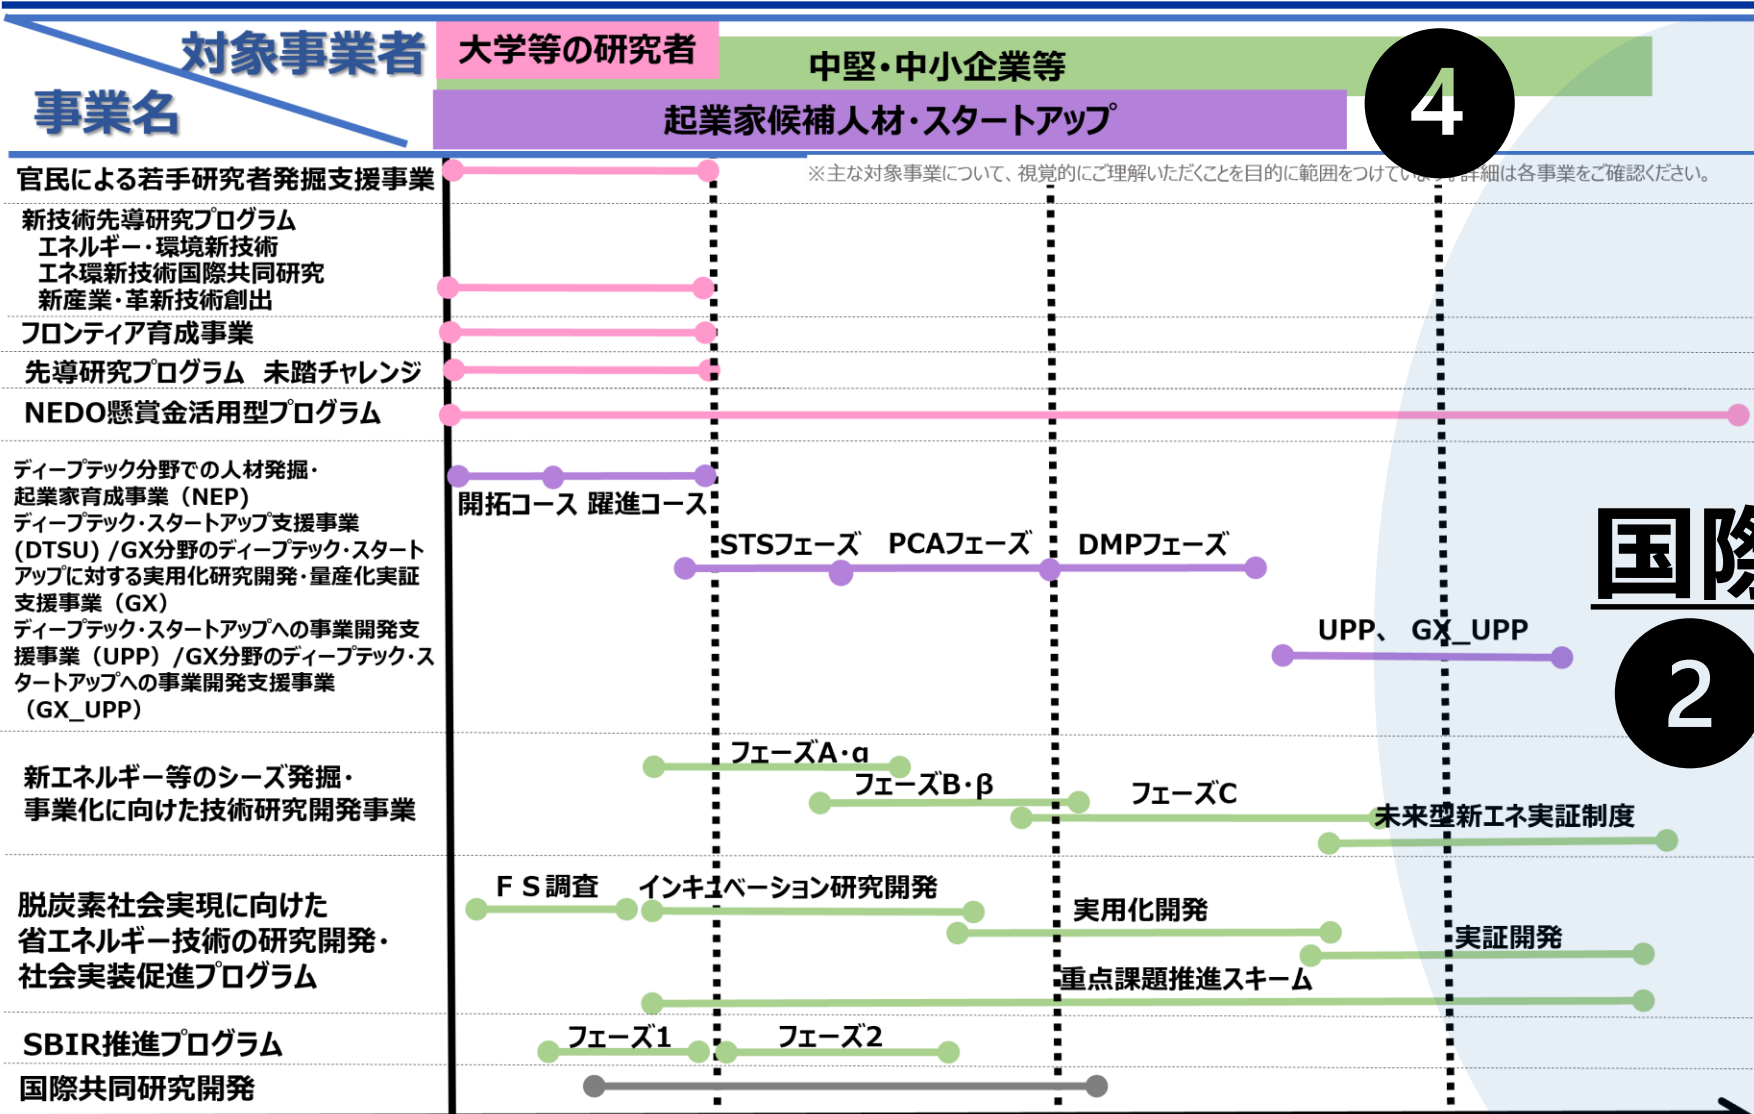 対象事業者
事業名
大学等の研究者
中堅・中小企業等
起業家候補人材・スタートアップ
4
官民による若手研究者発掘支援事業
※主な対象事業について、視覚的にご理解いただくことを目的に範囲をつけてい 詳細は各事業をご確認ください。
新技術先導研究プログラム
エネルギー・環境新技術
エネ環新技術国際共同研究
新産業・革新技術創出
フロンティア育成事業
先導研究プログラム 未踏チャレンジ
NEDO懸賞金活用型プログラム
ディープテック分野での人材発掘・
起業家育成事業（NEP)
ディープテック・スタートアップ支援事業
(DTSU) /GX分野のディープテック・スタート
アップに対する実用化研究開発・量産化実証
支援事業（GX）
ディープテック・スタートアップへの事業開発支
援事業（UPP）/GX分野のディープテック・ス
タートアップへの事業開発支援事業
（GX_UPP）
開拓コース 躍進コース
STSフェーズ PCAフェーズ DMPフェーズ
UPP、 GX_UPP
国際
2
新エネルギー等のシーズ発掘・
事業化に向けた技術研究開発事業
フェーズA・α
フェーズB・β
フェーズC
未来型新エネ実証制度
脱炭素社会実現に向けた
省エネルギー技術の研究開発・
社会実装促進プログラム
ＦＳ調査
インキュベーション研究開発
実用化開発
実証開発
重点課題推進スキーム
SBIR推進プログラム
フェーズ1
フェーズ2
国際共同研究開発